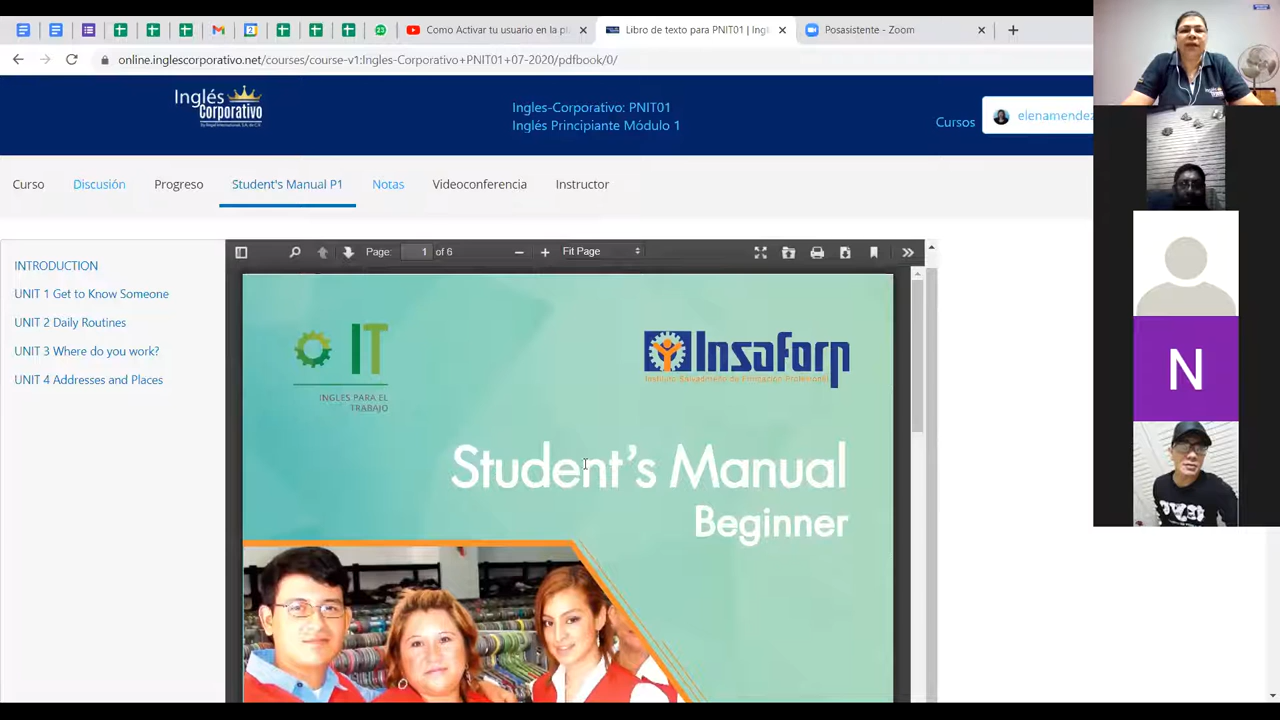 Como Activar tu usuario en la pl
Libro de texto para PNIT01 | Ingl
Posasistente - Zoom
online.inglescorporativo.net/courses/course-v1:Ingles-Corporativo+PNIT01+07-2020/pdfbook/0/
Inglés
Corporativo
Ingles-Corporativo: PNIT01
Inglés Principiante Módulo 1
Cursos
elenamendez
Curso
Discusión
Progreso
Student's Manual P1
Notas
Videoconferencia
Instructor
INTRODUCTION
UNIT 1 Get to Know Someone
UNIT 2 Daily Routines
UNIT 3 Where do you work?
UNIT 4 Addresses and Places
Page:
1
of 6
Fit Page
IT
INGLES PARA EL
TRABAJO
Insaforp
Instituto Salvadoreño de Formación Profesional
Student's Manual
Beginner
N